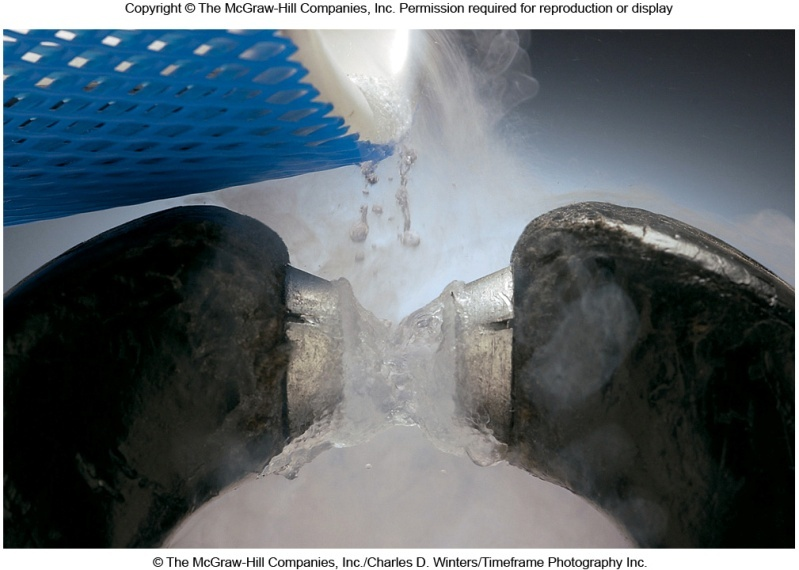 Copyright © The McGraw-Hill Companies, Inc. Permission required for reproduction or display
© The McGraw-Hill Companies, Inc./Charles D. Winters/Timeframe Photography Inc.